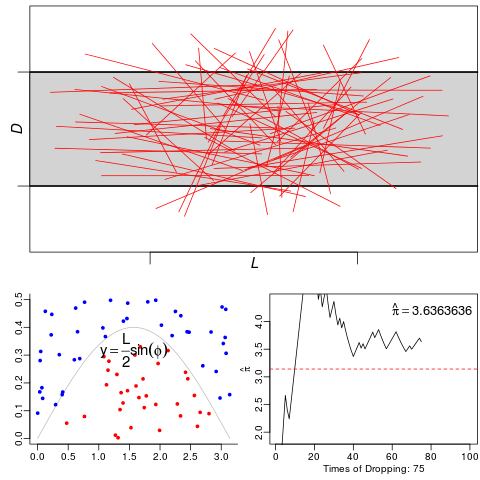 D
L
0.0 0.1 0.2 0.3 0.4 0.5
y = L/2 sin(ϕ)
0.0 0.5 1.0 1.5 2.0 2.5 3.0
π̂
2.0 2.5 3.0 3.5 4.0
π̂ = 3.6363636
0 20 40 60 80 100
Times of Dropping: 75